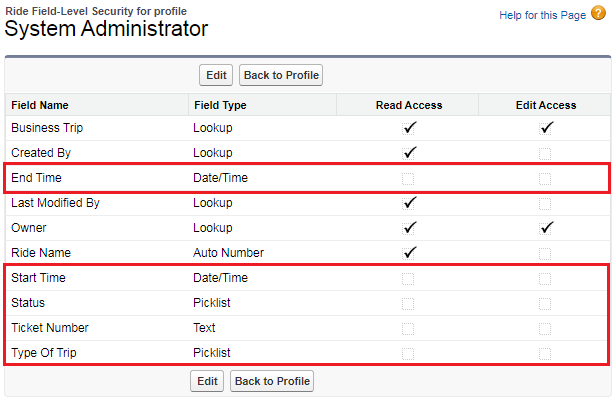 Ride Field-Level Security for profile
System Administrator
Help for this Page ?
Edit Back to Profile
Field Name Field Type Read Access Edit Access
Business Trip Lookup
Created By Lookup
End Time Date/Time
Last Modified By Lookup
Owner Lookup
Ride Name Auto Number
Start Time Date/Time
Status Picklist
Ticket Number Text
Type Of Trip Picklist
Edit Back to Profile